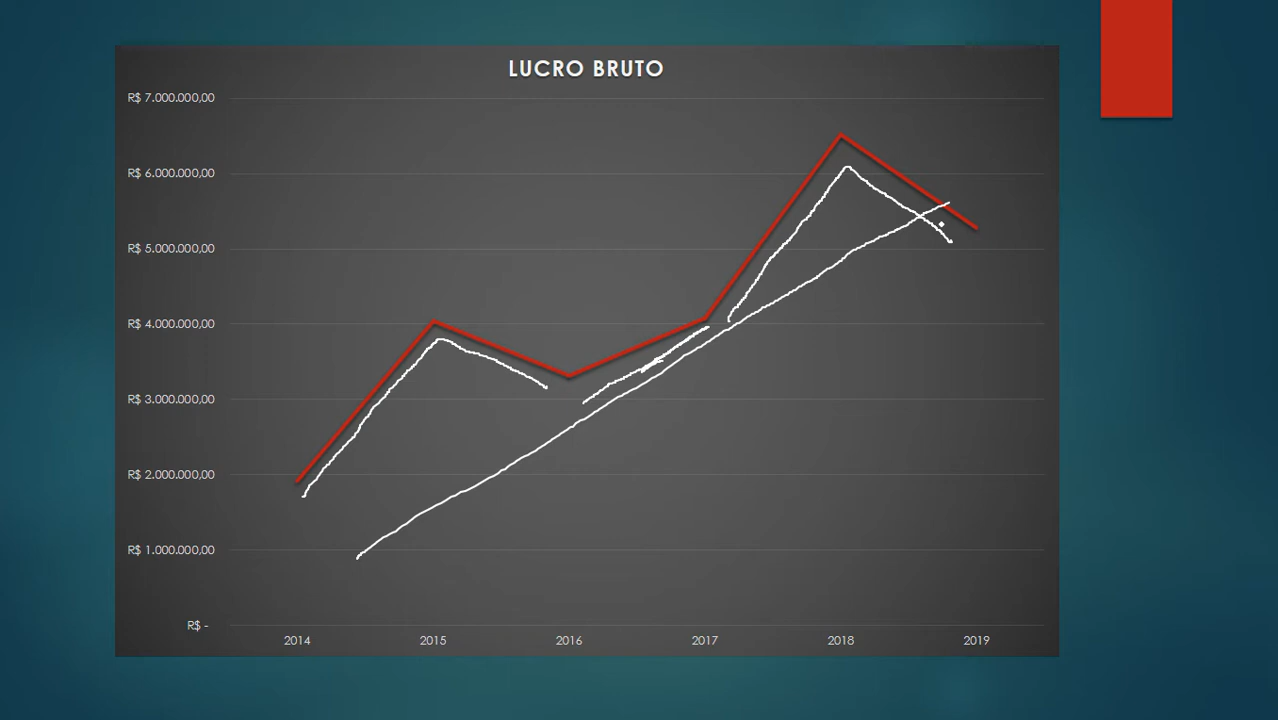 LUCRO BRUTO
R$ 7.000.000,00
R$ 6.000.000,00
R$ 5.000.000,00
R$ 4.000.000,00
R$ 3.000.000,00
R$ 2.000.000,00
R$ 1.000.000,00
R$ -
2014 2015 2016 2017 2018 2019